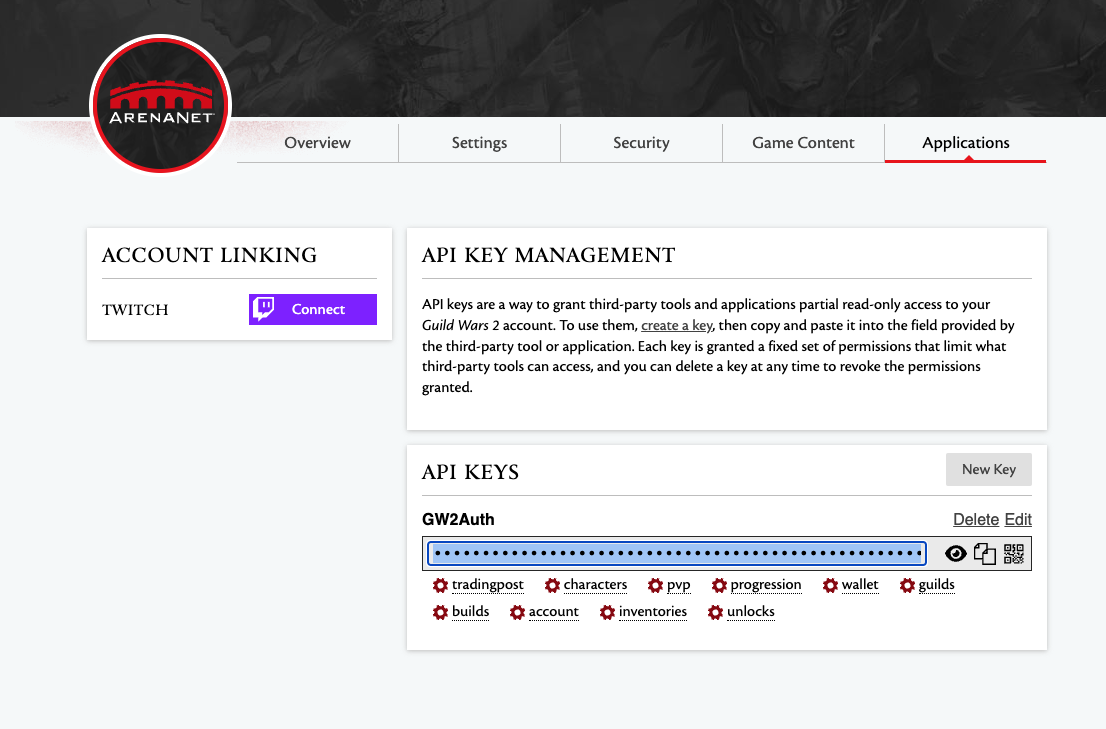 ARENANET
Overview
Settings
Security
Game Content
Applications
ACCOUNT LINKING
TWITCH
Connect
API KEY MANAGEMENT
API keys are a way to grant third-party tools and applications partial read-only access to your
Guild Wars 2 account. To use them, create a key, then copy and paste it into the field provided by
the third-party tool or application. Each key is granted a fixed set of permissions that limit what
third-party tools can access, and you can delete a key at any time to revoke the permissions
granted.
API KEYS
New Key
GW2Auth
Delete Edit
tradingpost characters pvp progression wallet guilds
builds account inventories unlocks